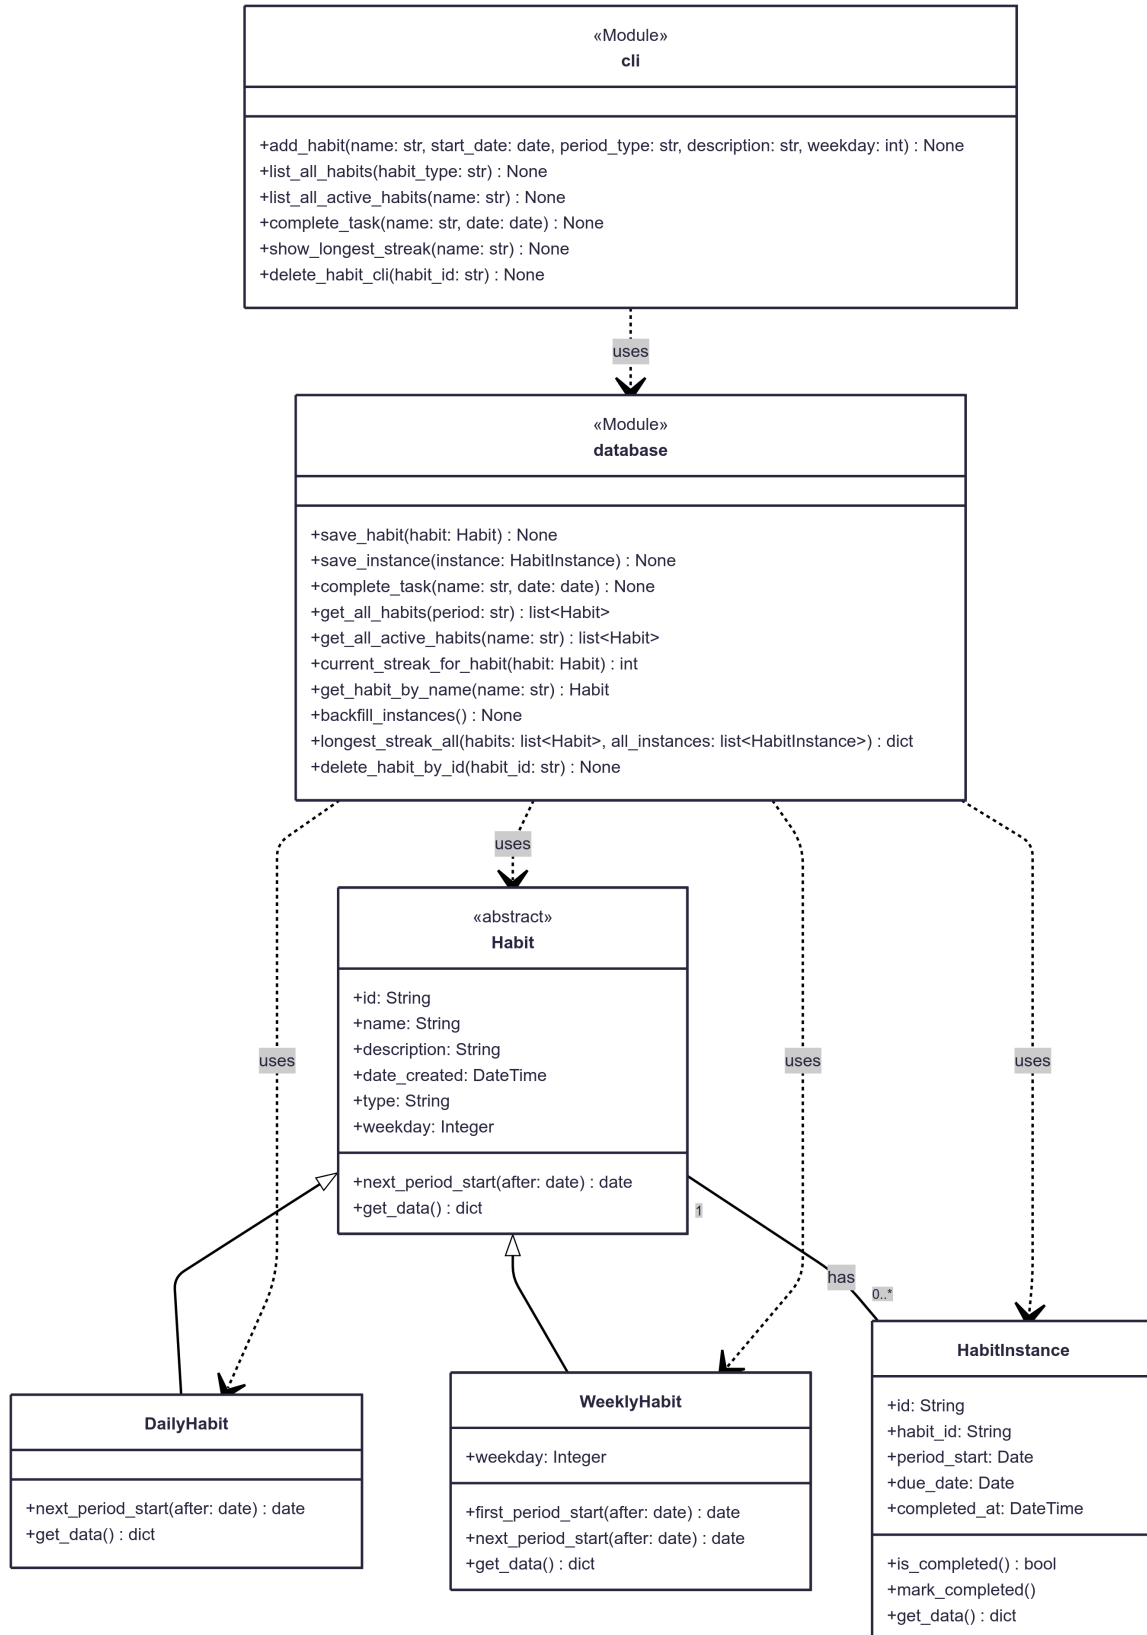 «Module»
cli
+add_habit(name: str, start_date: date, period_type: str, description: str, weekday: int) : None
+list_all_habits(habit_type: str) : None
+list_all_active_habits(name: str) : None
+complete_task(name: str, date: date) : None
+show_longest_streak(name: str) : None
+delete_habit_cli(habit_id: str) : None
uses
«Module»
database
+save_habit(habit: Habit) : None
+save_instance(instance: HabitInstance) : None
+complete_task(name: str, date: date) : None
+get_all_habits(period: str) : list<Habit>
+get_all_active_habits(name: str) : list<Habit>
+current_streak_for_habit(habit: Habit) : int
+get_habit_by_name(name: str) : Habit
+backfill_instances() : None
+longest_streak_all(habits: list<Habit>, all_instances: list<HabitInstance>) : dict
+delete_habit_by_id(habit_id: str) : None
uses
«abstract»
Habit
+id: String
+name: String
+description: String
+date_created: DateTime
+type: String
+weekday: Integer
+next_period_start(after: date) : date
+get_data() : dict
uses
uses
uses
1
has
0..*
DailyHabit
+next_period_start(after: date) : date
+get_data() : dict
WeeklyHabit
+weekday: Integer
+first_period_start(after: date) : date
+next_period_start(after: date) : date
+get_data() : dict
HabitInstance
+id: String
+habit_id: String
+period_start: Date
+due_date: Date
+completed_at: DateTime
+is_completed() : bool
+mark_completed()
+get_data() : dict